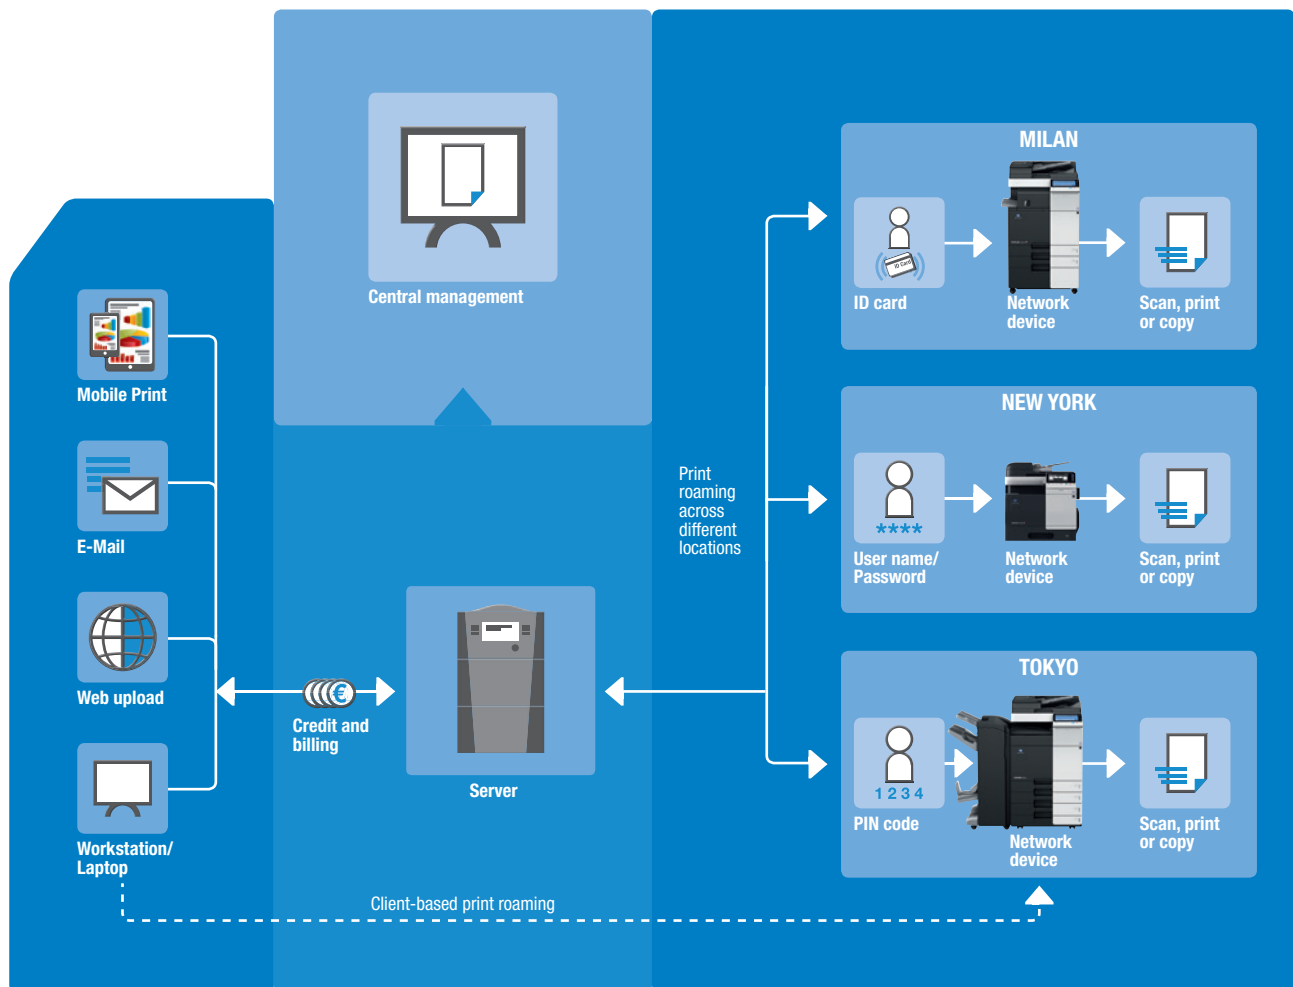 Central management
Mobile Print
E-Mail
Web upload
Workstation/
Laptop
€
Credit and
billing
Server
Client-based print roaming
Print
roaming
across
different
locations
MILAN
ID Card
ID card
Network
device
Scan, print
or copy
NEW YORK
****
User name/
Password
Network
device
Scan, print
or copy
TOKYO
1 2 3 4
PIN code
Network
device
Scan, print
or copy